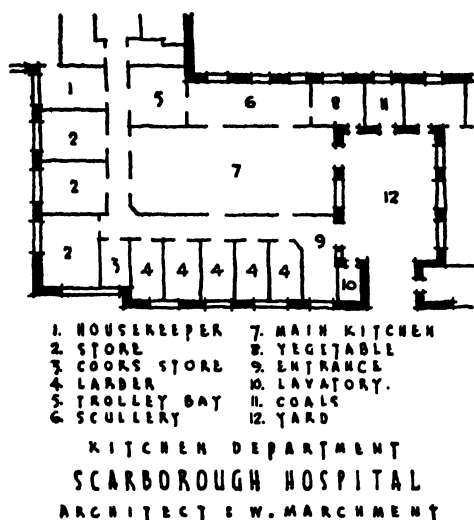 1
5
6
8
11
2
2
7
12
2
3
4
4
4
4
4
9
10
1. HOUSEKEEPER 7. MAIN KITCHEN
2 STORE 8. VEGETABLE
3. COOKS STORE 9. ENTRANCE
4 LARDER 10. LAVATORY.
5. TROLLEY BAY 11. COALS
6. SCULLERY 12. YARD
KITCHEN DEPARTMENT
SCARBOROUGH HOSPITAL
ARCHITECT E W. MARCHMENT